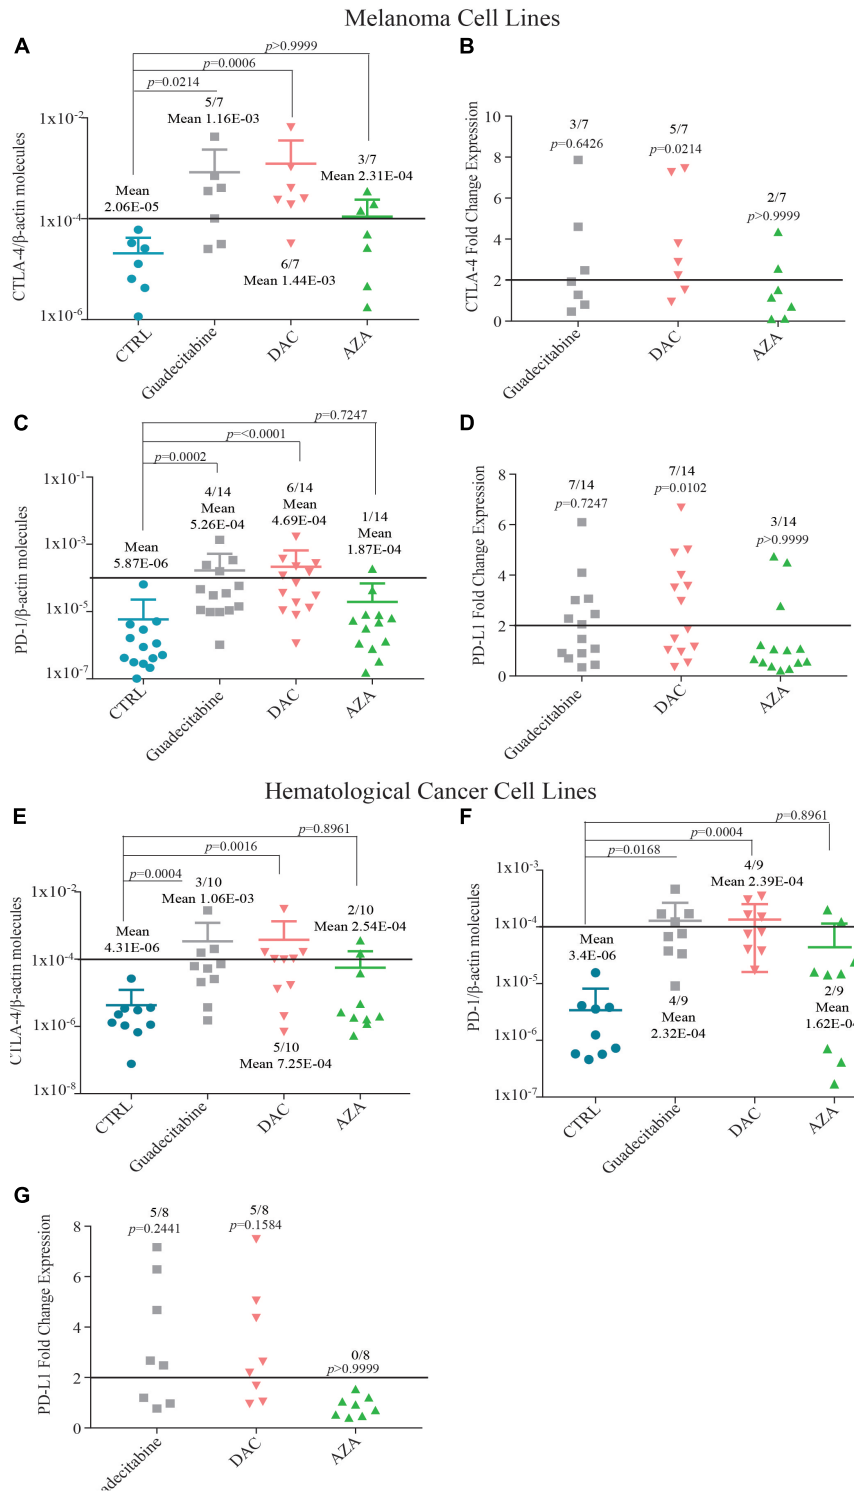 Melanoma Cell Lines
A
p>0.9999
p=0.0006
p=0.0214
5/7
Mean 1.16E-03
3/7
Mean 2.31E-04
Mean
2.06E-05
6/7
Mean 1.44E-03
CTLA-4/β-actin molecules
1x10-2
1x10-4
1x10-6
CTRL
Guadecitabine
DAC
AZA
B
3/7
p=0.6426
5/7
p=0.0214
2/7
p>0.9999
CTLA-4 Fold Change Expression
10
8
6
4
2
0
Guadecitabine
DAC
AZA
C
p=0.7247
p=<0.0001
p=0.0002
4/14
Mean
5.26E-04
6/14
Mean
4.69E-04
1/14
Mean
1.87E-04
Mean
5.87E-06
PD-1/β-actin molecules
1x10-1
1x10-3
1x10-5
1x10-7
CTRL
Guadecitabine
DAC
AZA
D
7/14
p=0.7247
7/14
p=0.0102
3/14
p>0.9999
PD-L1 Fold Change Expression
8
6
4
2
0
Guadecitabine
DAC
AZA
Hematological Cancer Cell Lines
E
p=0.8961
p=0.0016
p=0.0004
3/10
Mean 1.06E-03
2/10
Mean 2.54E-04
Mean
4.31E-06
5/10
Mean 7.25E-04
CTLA-4/β-actin molecules
1x10-2
1x10-4
1x10-6
1x10-8
CTRL
Guadecitabine
DAC
AZA
F
p=0.8961
p=0.0004
p=0.0168
4/9
Mean 2.39E-04
Mean
3.4E-06
4/9
Mean
2.32E-04
2/9
Mean
1.62E-04
PD-1/β-actin molecules
1x10-3
1x10-4
1x10-5
1x10-6
1x10-7
CTRL
Guadecitabine
DAC
AZA
G
5/8
p=0.2441
5/8
p=0.1584
0/8
p>0.9999
PD-L1 Fold Change Expression
8
6
4
2
0
adecitabine
DAC
AZA